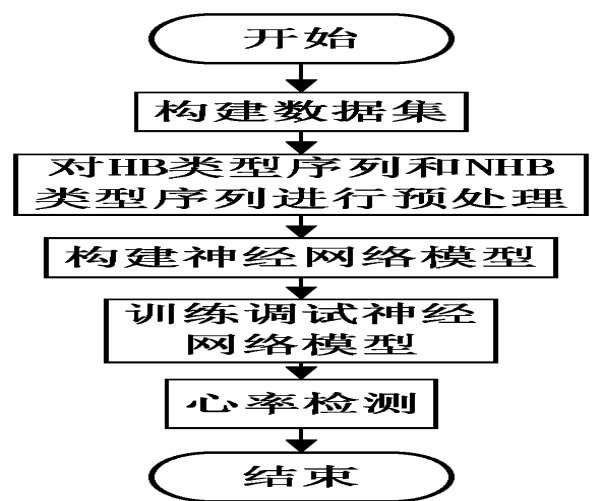 开始
构建数据集
对HB类型序列和NHB
类型序列进行预处理
构建神经网络模型
训练调试神经
网络模型
心率检测
结束